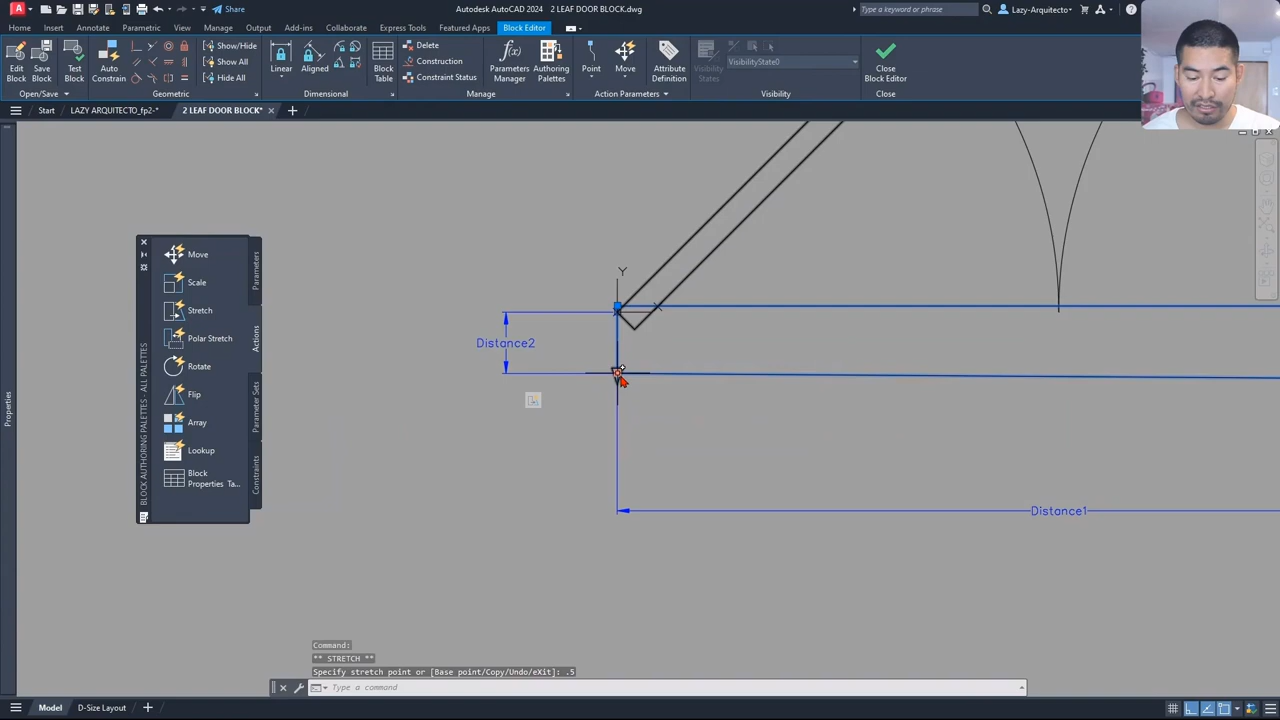 Share
Autodesk AutoCAD 2024 2 LEAF DOOR BLOCK.dwg
Type a keyword or phrase
Lazy-Arquitecto
Home Insert Annotate Parametric View Manage Output Add-ins Collaborate Express Tools Featured Apps Block Editor
Edit Block
Save Block
Test Block
Auto Constrain
Show/Hide
Show All
Hide All
Linear
Aligned
Delete
Construction
Constraint Status
Block Table
Parameters Manager
Authoring Palettes
Point
Move
Attribute Definition
Visibility States
VisibilityState0
Close Block Editor
Open/Save Geometric Dimensional Manage Action Parameters Visibility Close
Start LAZY ARQUITECTO_fp2-* 2 LEAF DOOR BLOCK*
Properties
BLOCK AUTHORING PALETTES - ALL PALETTES
Move
Scale
Stretch
Polar Stretch
Rotate
Flip
Array
Lookup
Block
Properties Ta...
Parameters
Actions
Parameter Sets
Constraints
Y
Distance2
Distance1
Command:
** STRETCH **
Specify stretch point or [Base point/Copy/Undo/eXit]: .5
Type a command
Model D-Size Layout